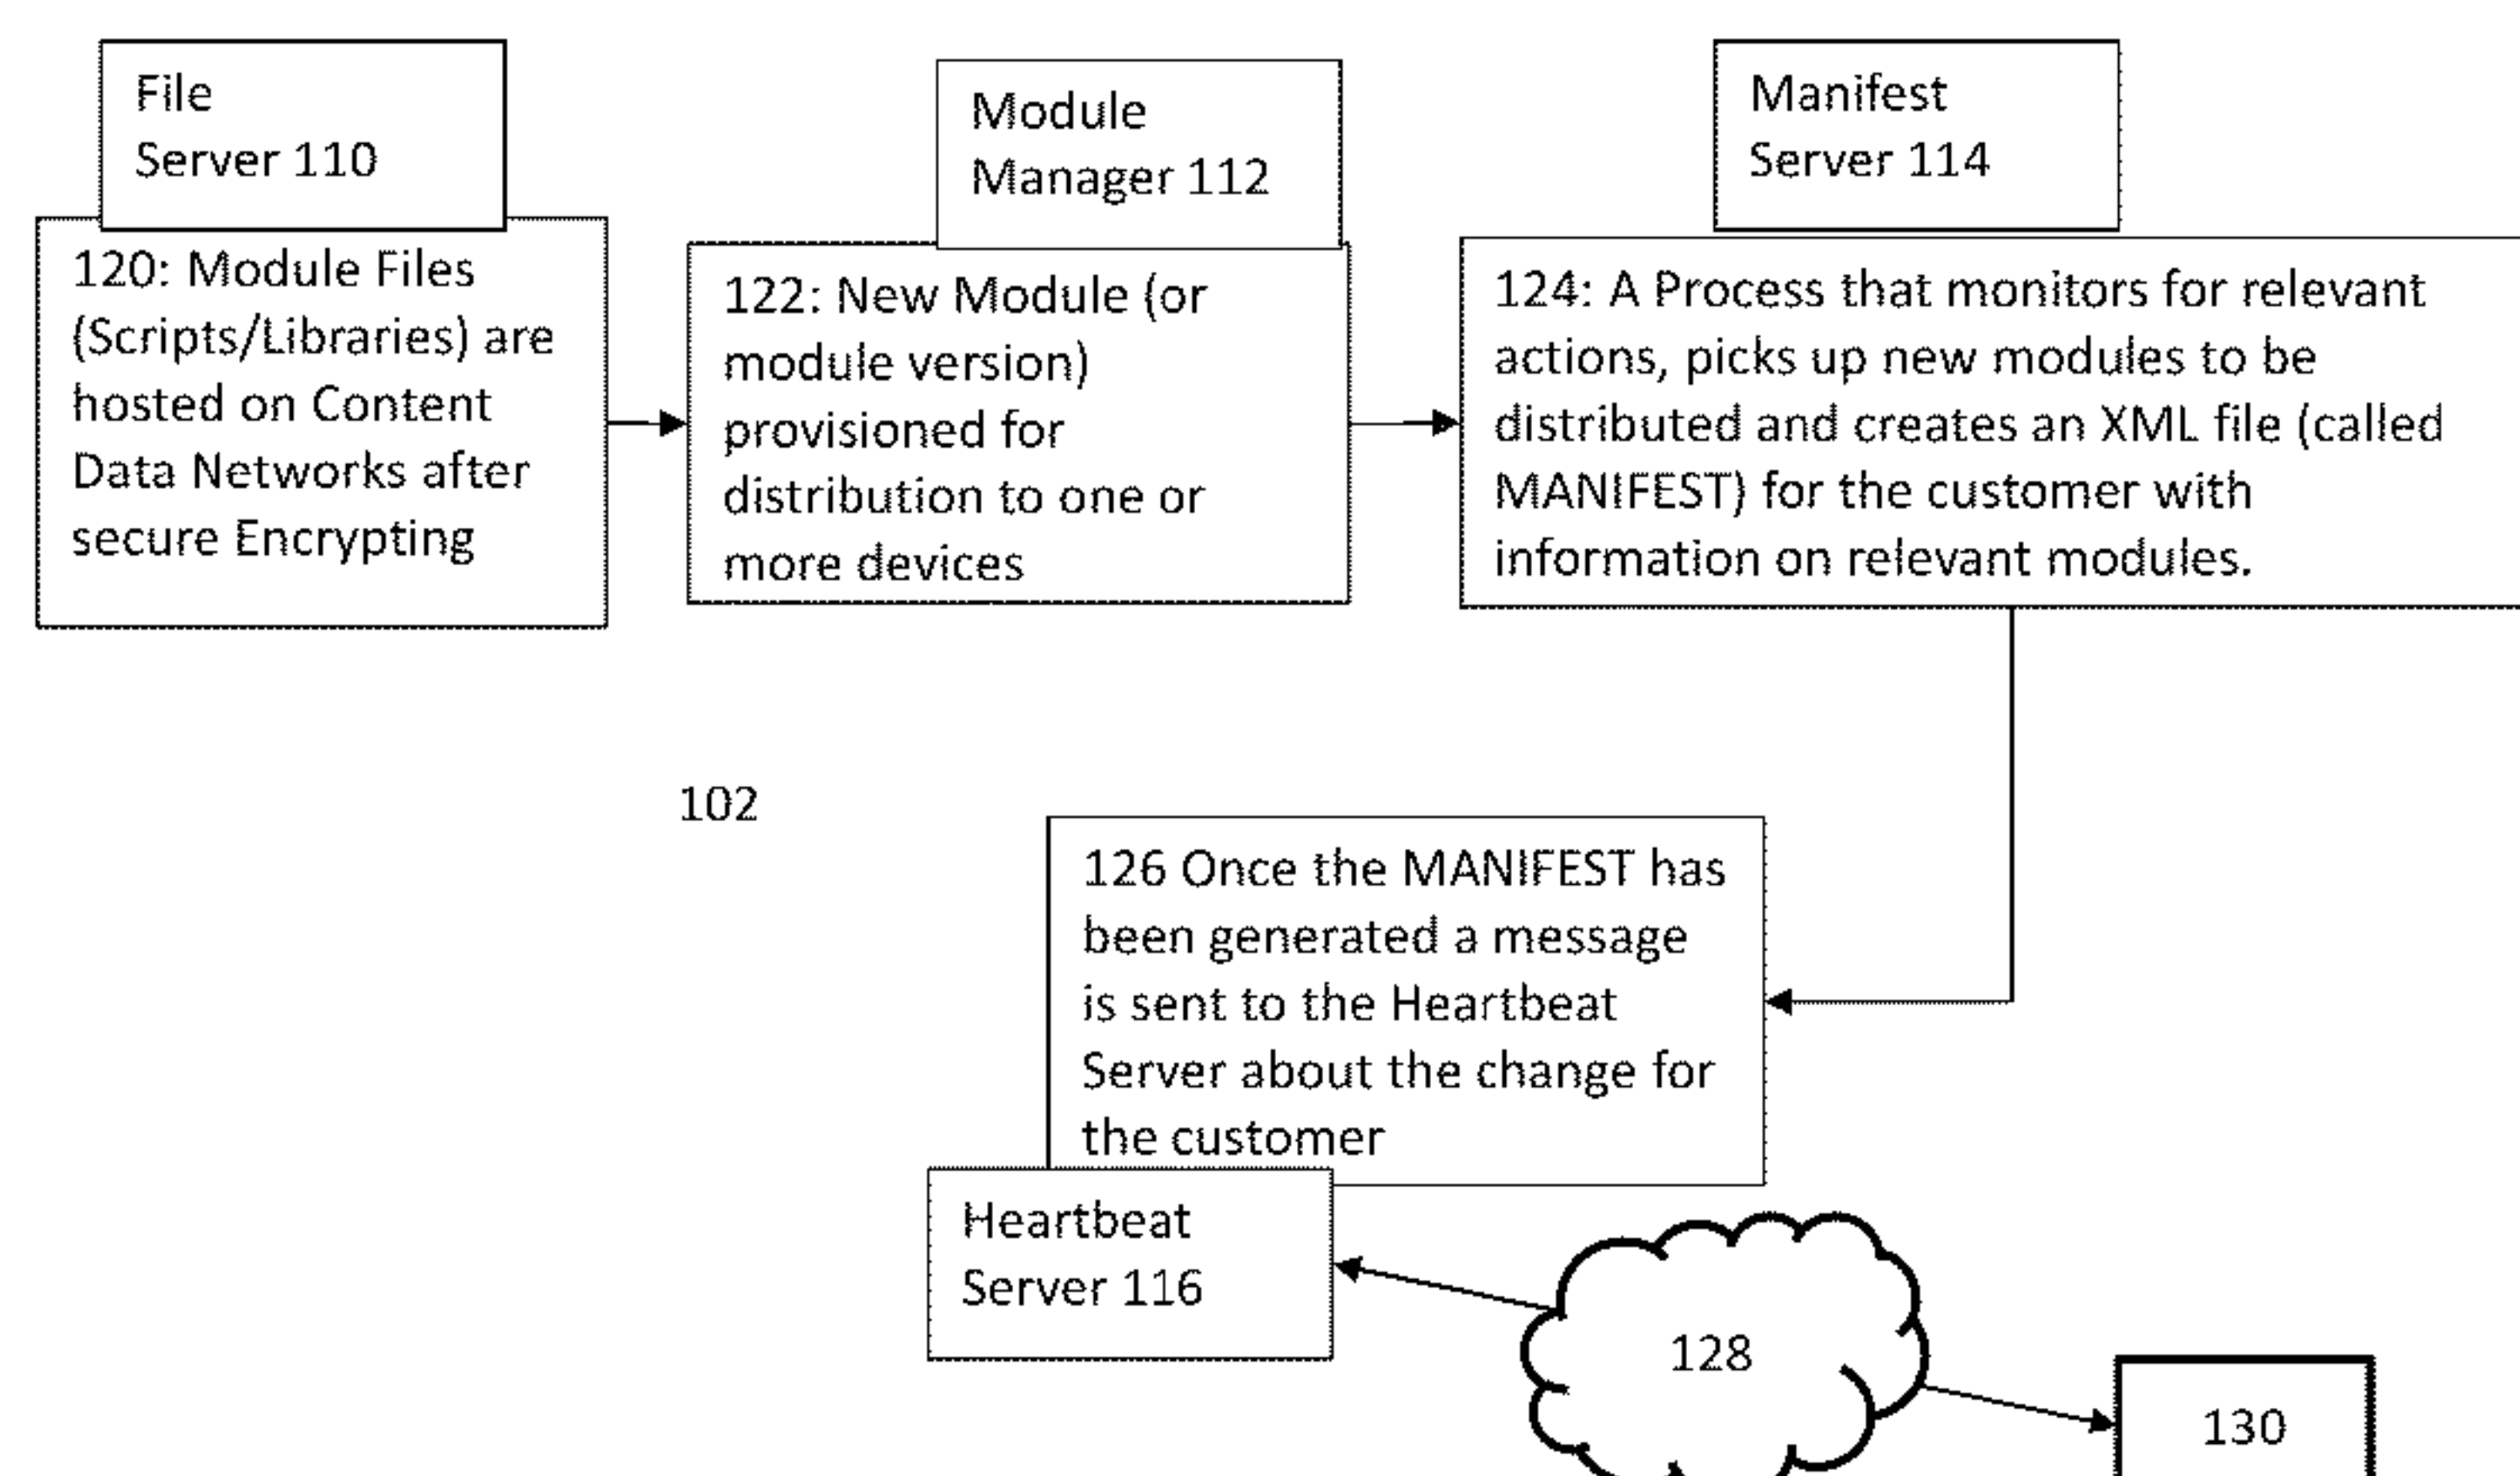 File
Server 110
Module
Manager 112
Manifest
Server 114
120: Module Files
(Scripts/Libraries) are
hosted on Content
Data Networks after
secure Encrypting
122: New Module (or
module version)
provisioned for
distribution to one or
more devices
124: A Process that monitors for relevant
actions, picks up new modules to be
distributed and creates an XML file (called
MANIFEST) for the customer with
information on relevant modules.
102
126 Once the MANIFEST has
been generated a message
is sent to the Heartbeat
Server about the change for
the customer
Heartbeat
Server 116
128
130